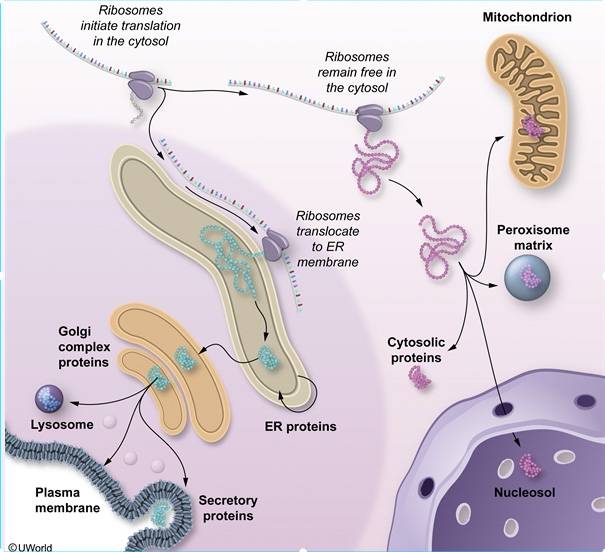 Ribosomes
initiate translation
in the cytosol
Ribosomes
remain free in
the cytosol
Mitochondrion
Ribosomes
translocate
to ER
membrane
Peroxisome
matrix
Golgi
complex
proteins
Cytosolic
proteins
Lysosome
ER proteins
Plasma
membrane
Secretory
proteins
Nucleosol
©UWorld